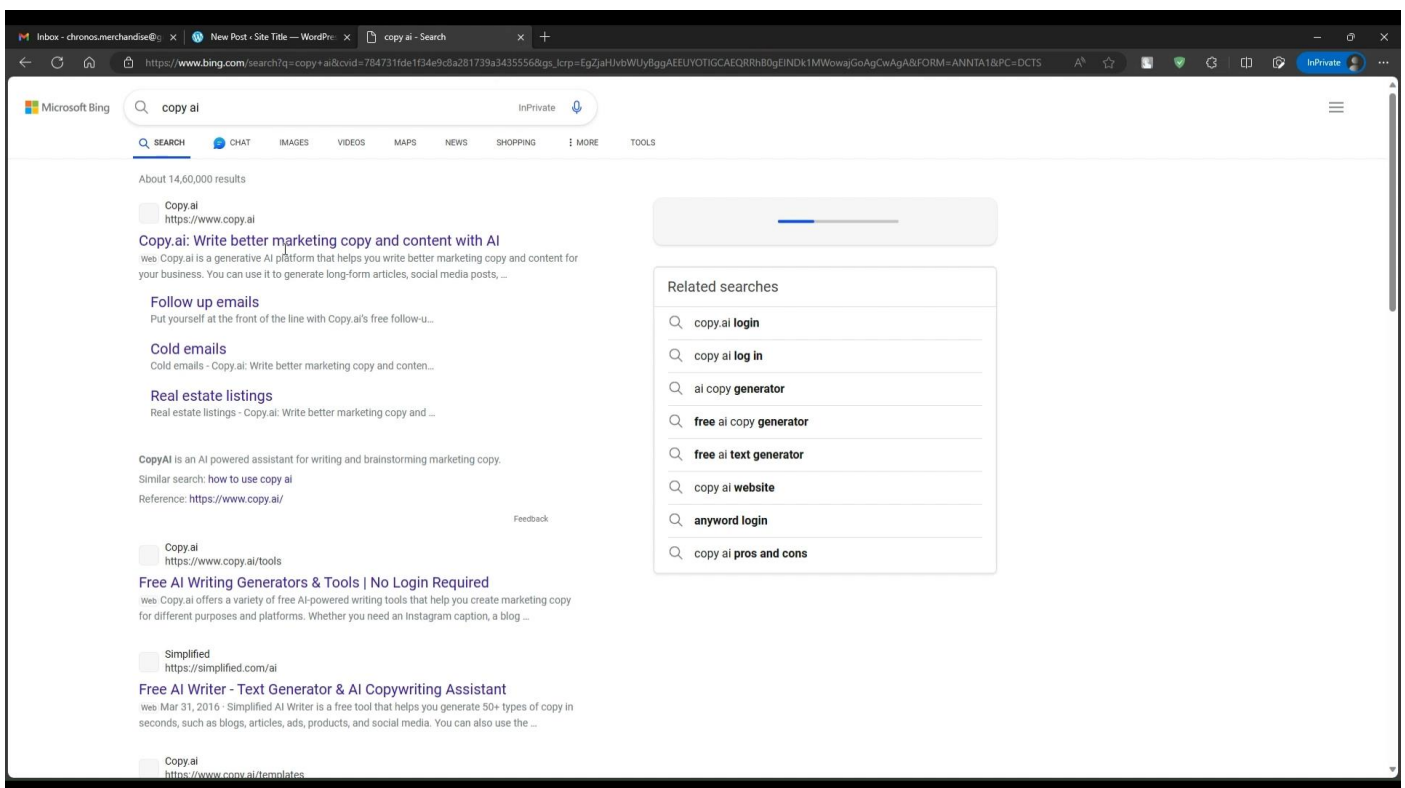 Inbox - chronos.merchandise@g
New Post ‹ Site Title — WordPre
copy ai - Search
https://www.bing.com/search?q=copy+ai&cvid=784731fde1f34e9c8a281739a3435556&gs_lcrp=EgZjaHJvbWUyBggAEEUYOTIGCAEQRRhB0gEINDk1MWowajGoAgCwAgA&FORM=ANNTA1&PC=DCTS
InPrivate
Microsoft Bing
copy ai
InPrivate
SEARCH
CHAT
IMAGES
VIDEOS
MAPS
NEWS
SHOPPING
MORE
TOOLS
About 14,60,000 results
Copy.ai
https://www.copy.ai
Copy.ai: Write better marketing copy and content with AI
Web Copy.ai is a generative AI platform that helps you write better marketing copy and content for
your business. You can use it to generate long-form articles, social media posts, ...
Follow up emails
Put yourself at the front of the line with Copy.ai's free follow-u...
Cold emails
Cold emails - Copy.ai: Write better marketing copy and conten...
Real estate listings
Real estate listings - Copy.ai: Write better marketing copy and ...
CopyAI is an AI powered assistant for writing and brainstorming marketing copy.
Similar search: how to use copy ai
Reference: https://www.copy.ai/
Feedback
Copy.ai
https://www.copy.ai/tools
Free AI Writing Generators & Tools | No Login Required
Web Copy.ai offers a variety of free AI-powered writing tools that help you create marketing copy
for different purposes and platforms. Whether you need an Instagram caption, a blog ...
Simplified
https://simplified.com/ai
Free AI Writer - Text Generator & AI Copywriting Assistant
Web Mar 31, 2016 · Simplified AI Writer is a free tool that helps you generate 50+ types of copy in
seconds, such as blogs, articles, ads, products, and social media. You can also use the ...
Copy.ai
https://www.copy.ai/templates
Related searches
copy.ai login
copy ai log in
ai copy generator
free ai copy generator
free ai text generator
copy ai website
anyword login
copy ai pros and cons